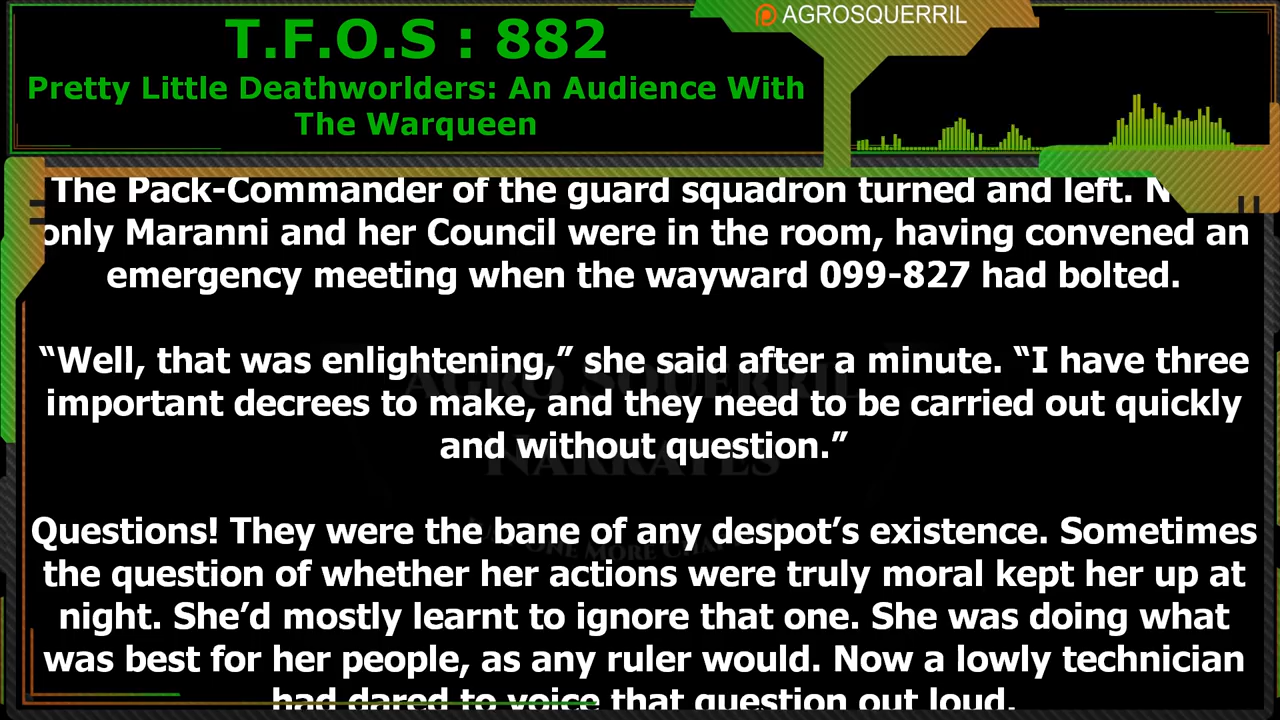 AGROSQUERRIL
T.F.O.S : 882
Pretty Little Deathworlders: An Audience With
The Warqueen
The Pack-Commander of the guard squadron turned and left.
only Maranni and her Council were in the room, having convened an
emergency meeting when the wayward 099-827 had bolted.
“Well, that was enlightening,” she said after a minute. “I have three
important decrees to make, and they need to be carried out quickly
and without question.”
Questions! They were the bane of any despot’s existence. Sometimes
the question of whether her actions were truly moral kept her up at
night. She’d mostly learnt to ignore that one. She was doing what
was best for her people, as any ruler would. Now a lowly technician
had dared to voice that question out loud.
AGRO SQUERRIL
NARRATES